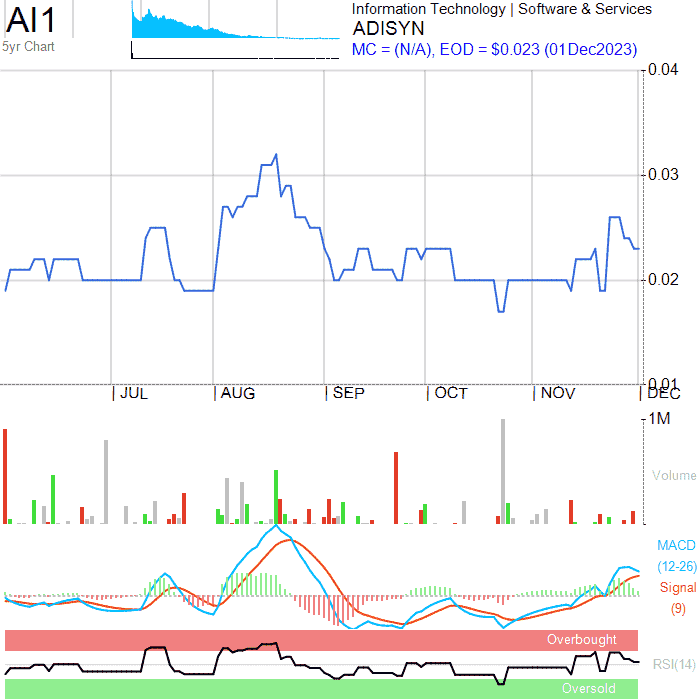 AI1
5yr Chart
Information Technology | Software & Services
ADISYN
MC = (N/A), EOD = $0.023 (01Dec2023)
0.04
0.03
0.02
0.01
| JUL | AUG | SEP | OCT | NOV | DEC
1M
Volume
MACD
(12-26)
Signal
(9)
Overbought
RSI(14)
Oversold